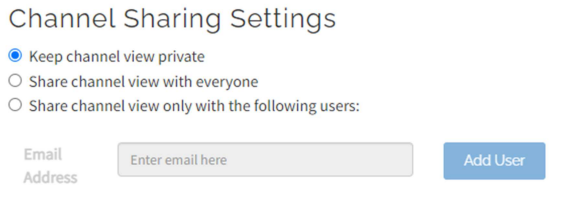 Channel Sharing Settings
Keep channel view private
Share channel view with everyone
Share channel view only with the following users:
Email Address
Enter email here
Add User